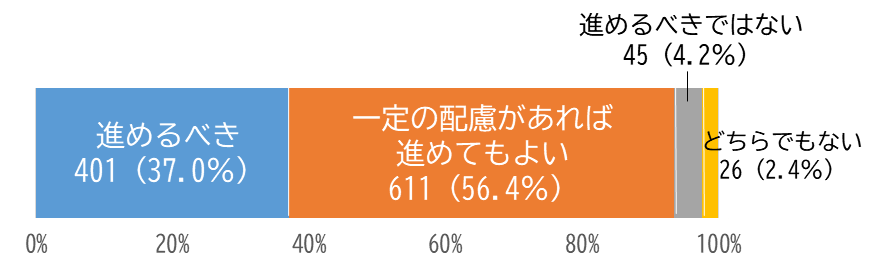 進めるべきではない
45（4.2%）
進めるべき
401（37.0%）
一定の配慮があれば
進めてもよい
611（56.4%）
どちらでもない
26（2.4%）
0% 20% 40% 60% 80% 100%